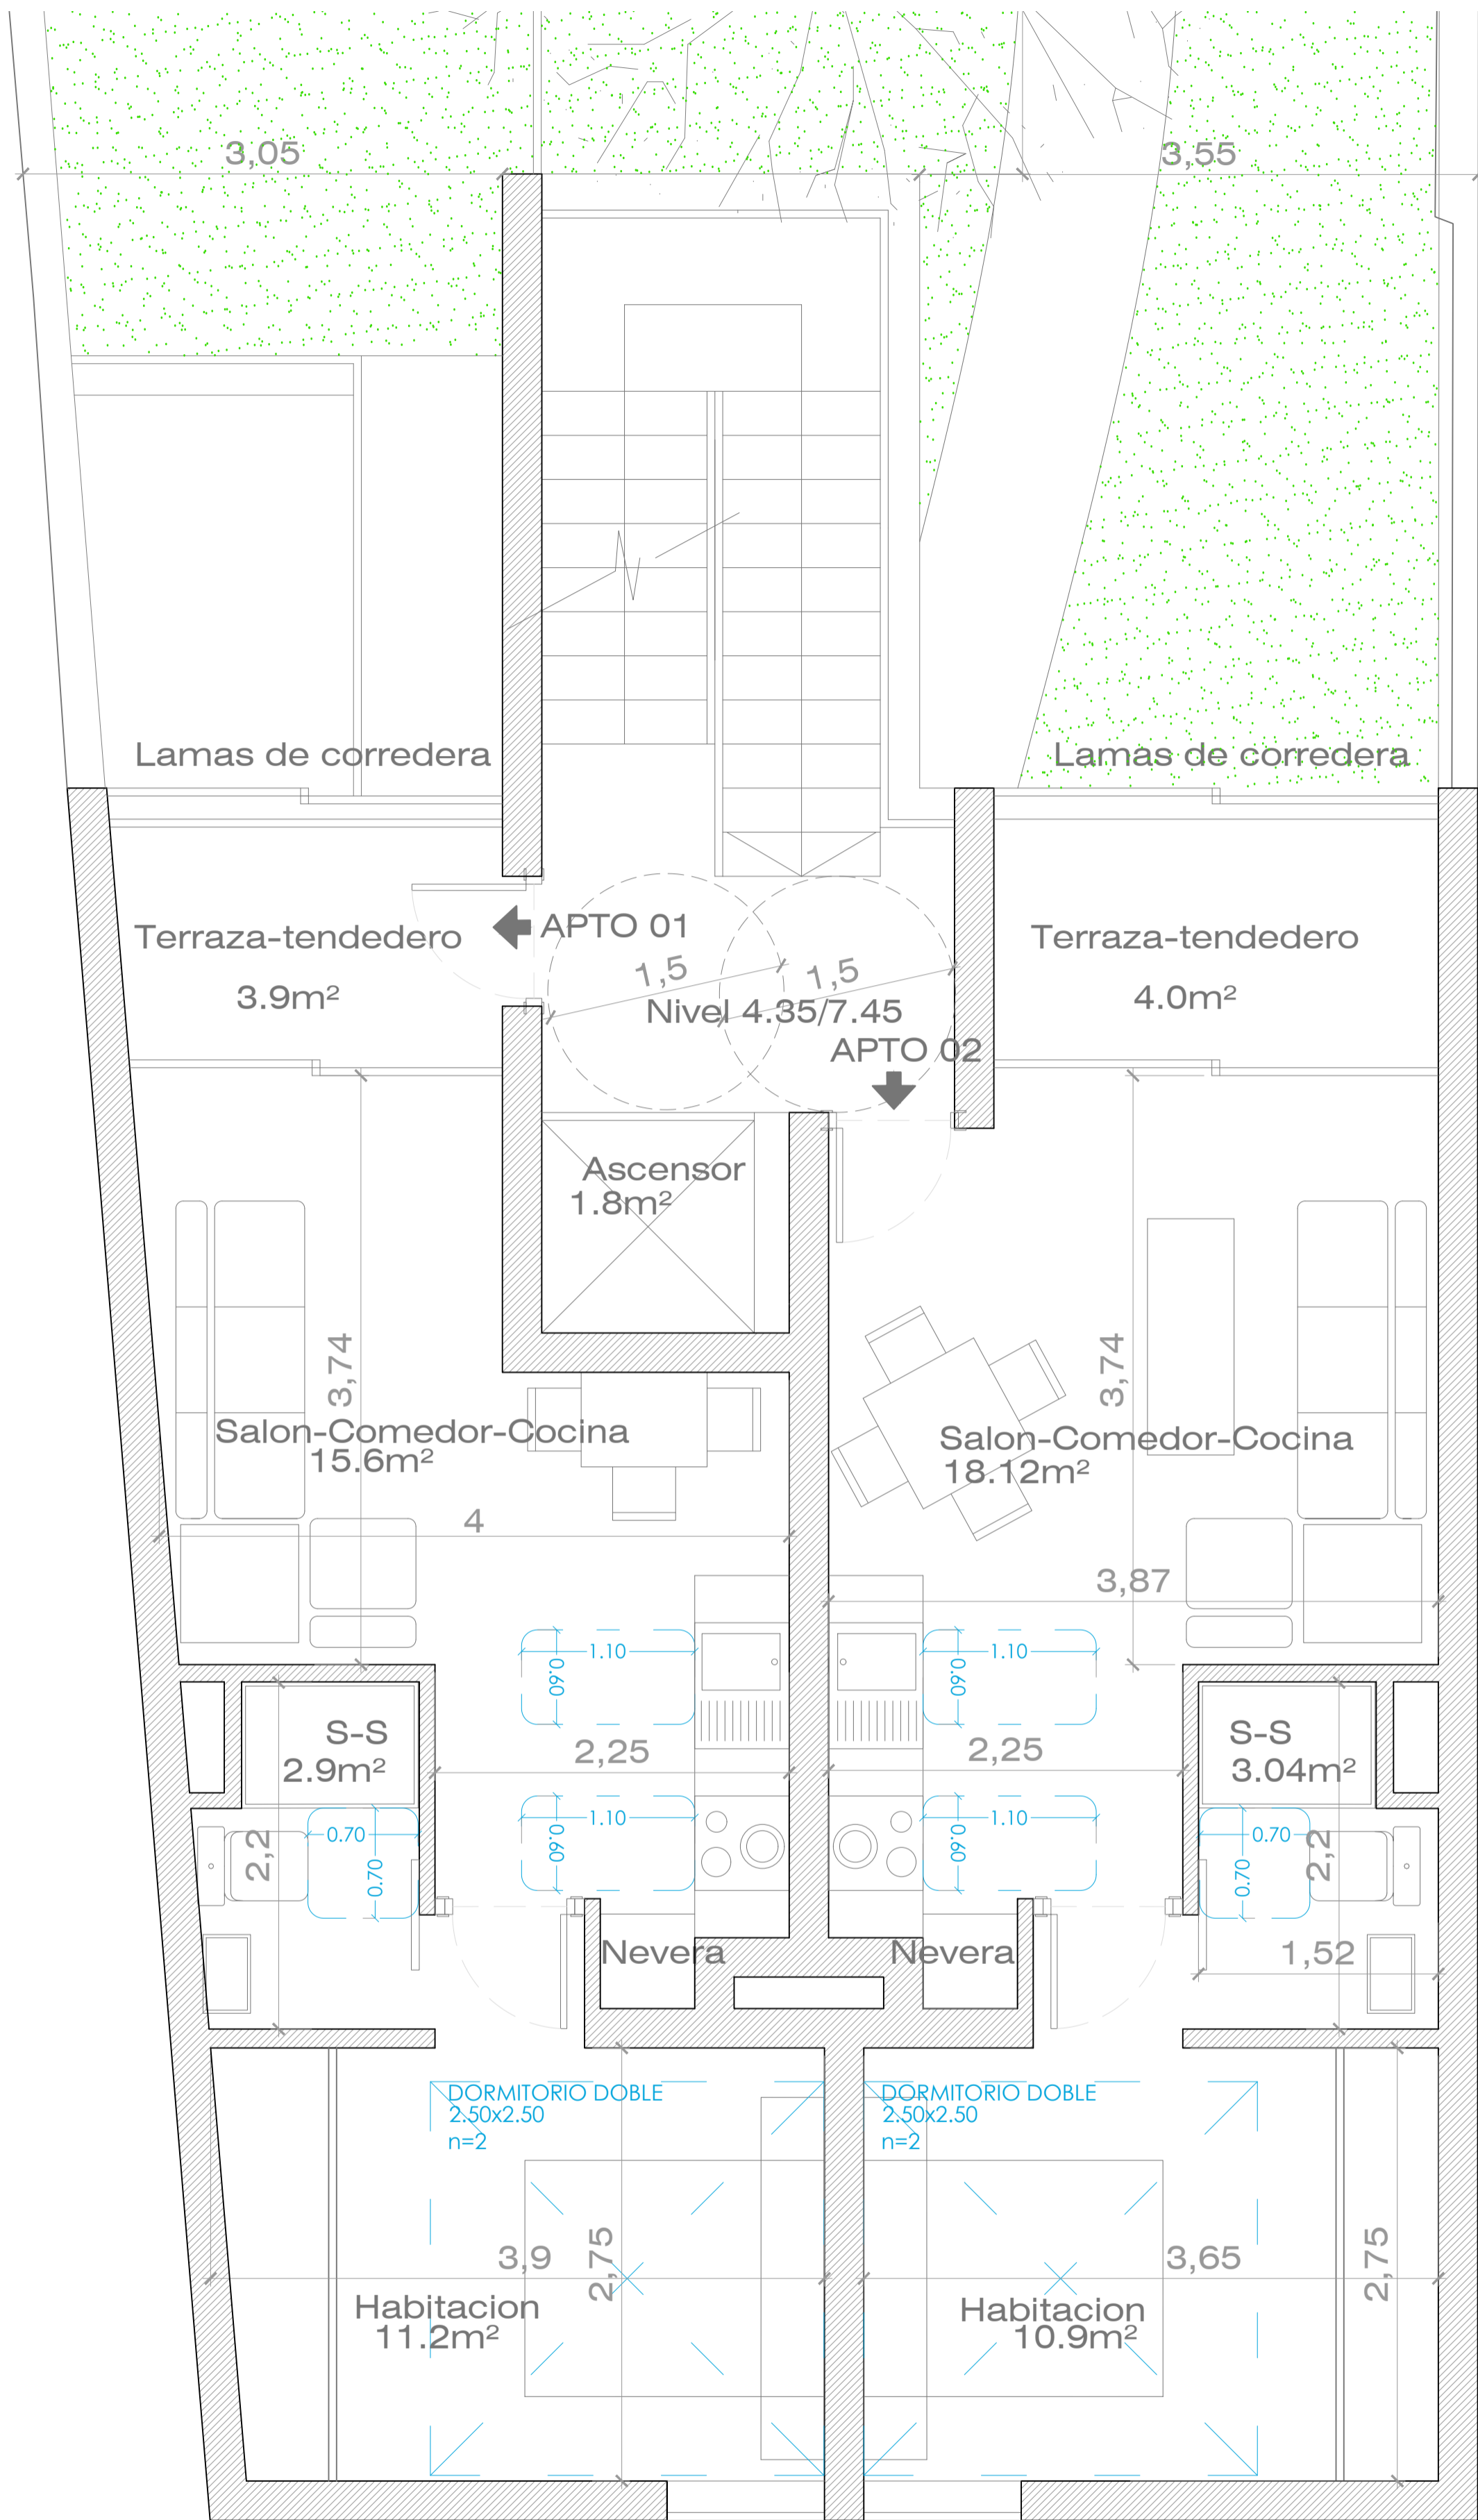 3,05
3,55
Lamas de corredera
Lamas de corredera
Terraza-tendedero
3.9m²
APTO 01
1,5
1,5
Nivel 4.35/7.45
APTO 02
Terraza-tendedero
4.0m²
Ascensor
1.8m²
3,74
3,74
Salon-Comedor-Cocina
15.6m²
Salon-Comedor-Cocina
18.12m²
4
3,87
1.10
0.60
1.10
0.60
S-S
2.9m²
2,25
2,25
S-S
3.04m²
2,2
0.70
0.70
1.10
0.60
1.10
0.60
0.70
0.70
2,2
Nevera
Nevera
1,52
DORMITORIO DOBLE
2.50x2.50
n=2
DORMITORIO DOBLE
2.50x2.50
n=2
3,9
2,75
3,65
2,75
Habitacion
11.2m²
Habitacion
10.9m²